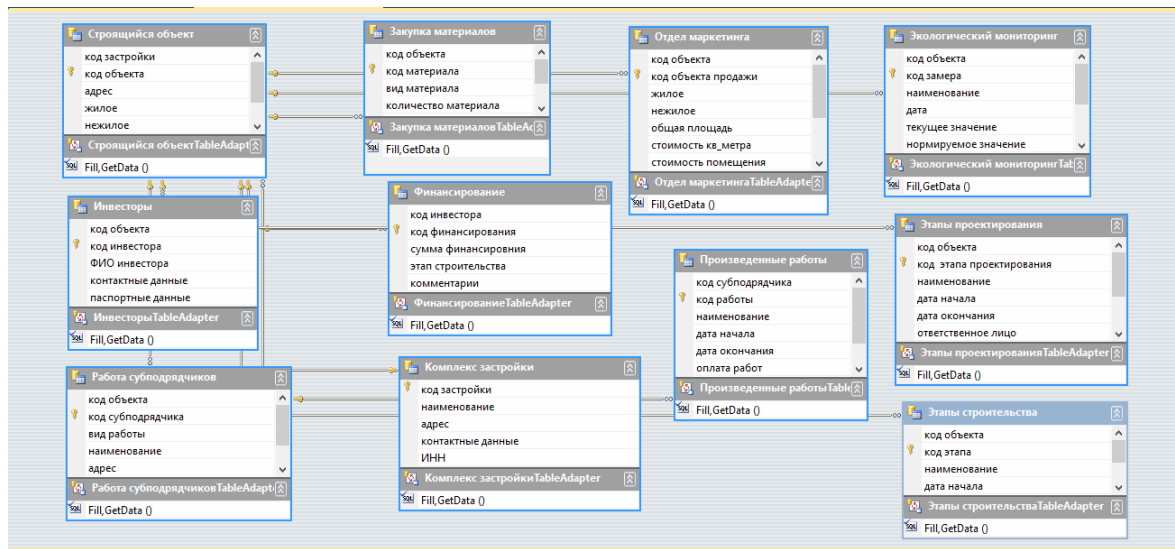 Строящийся объект
код застройки
код объекта
адрес
жилое
нежилое
Строящийся объектTableAdapt
Fill,GetData ()
Закупка материалов
код объекта
код материала
вид материала
количество материала
Закупка материаловTableAc
Fill,GetData ()
Отдел маркетинга
код объекта
код объекта продажи
жилое
нежилое
общая площадь
стоимость кв_метра
стоимость помещения
Отдел маркетингаTableAdapte
Fill,GetData ()
Экологический мониторинг
код объекта
код замера
наименование
дата
текущее значение
нормируемое значение
Экологический мониторингTab
Fill,GetData ()
Инвесторы
код объекта
код инвестора
ФИО инвестора
контактные данные
паспортные данные
ИнвесторыTableAdapter
Fill,GetData ()
Финансирование
код инвестора
код финансирования
сумма финансировния
этап строительства
комментарии
ФинансированиеTableAdapter
Fill,GetData ()
Произведенные работы
код субподрядчика
код работы
наименование
дата начала
дата окончания
оплата работ
Произведенные работыTable
Fill,GetData ()
Этапы проектирования
код объекта
код этапа проектирования
наименование
дата начала
дата окончания
ответственное лицо
Этапы проектированияTableAdapter
Fill,GetData ()
Работа субподрядчиков
код объекта
код субподрядчика
вид работы
наименование
адрес
Работа субподрядчиковTableAdapt
Fill,GetData ()
Комплекс застройки
код застройки
наименование
адрес
контактные данные
ИНН
Комплекс застройкиTableAdapter
Fill,GetData ()
Этапы строительства
код объекта
код этапа
наименование
дата начала
Этапы строительстваTableAdapter
Fill,GetData ()